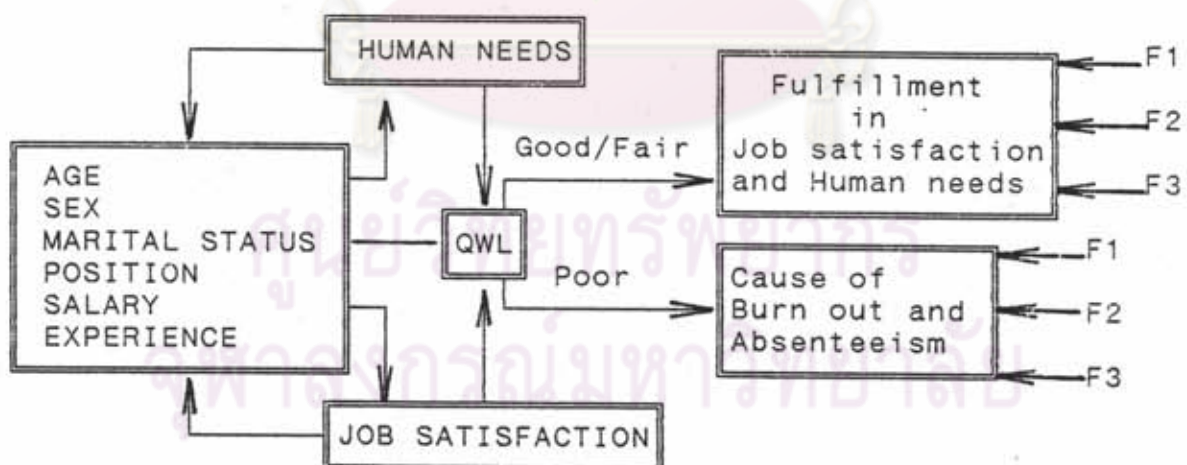 HUMAN NEEDS
AGE
SEX
MARITAL STATUS
POSITION
SALARY
EXPERIENCE
QWL
JOB SATISFACTION
Good/Fair
Poor
Fulfillment
in
Job satisfaction
and Human needs
F1
F2
F3
Cause of
Burn out and
Absenteeism
F1
F2
F3
ศูนย์วิทยทรัพยากร
จุฬาลงกรณ์มหาวิทยาลัย